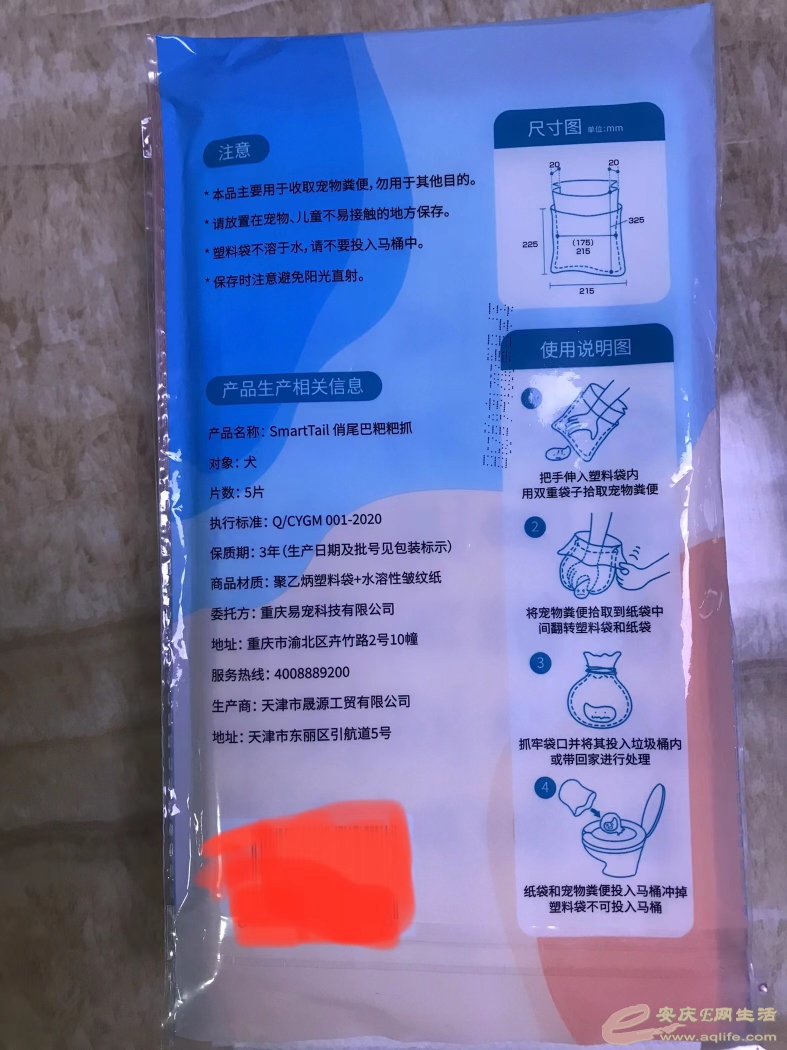 注意
*本品主要用于收取宠物粪便,勿用于其他目的。
*请放置在宠物、儿童不易接触的地方保存。
*塑料袋不溶于水,请不要投入马桶中。
*保存时注意避免阳光直射。
产品生产相关信息
产品名称:SmartTail 俏尾巴粑粑抓
对象:犬
片数:5片
执行标准:Q/CYGM 001-2020
保质期:3年(生产日期及批号见包装标示)
商品材质:聚乙炳塑料袋+水溶性皱纹纸
委托方:重庆易宠科技有限公司
地址:重庆市渝北区卉竹路2号10幢
服务热线:4008889200
生产商:天津市晟源工贸有限公司
地址:天津市东丽区引航道5号
尺寸图 单位:mm
20
20
325
225
(175)
215
215
使用说明图
把手伸入塑料袋内
用双重袋子拾取宠物粪便
2
将宠物粪便拾取到纸袋中
间翻转塑料袋和纸袋
3
抓牢袋口并将其投入垃圾桶内
或带回家进行处理
4
纸袋和宠物粪便投入马桶冲掉
塑料袋不可投入马桶
安庆E网生活
www.aqlife.com